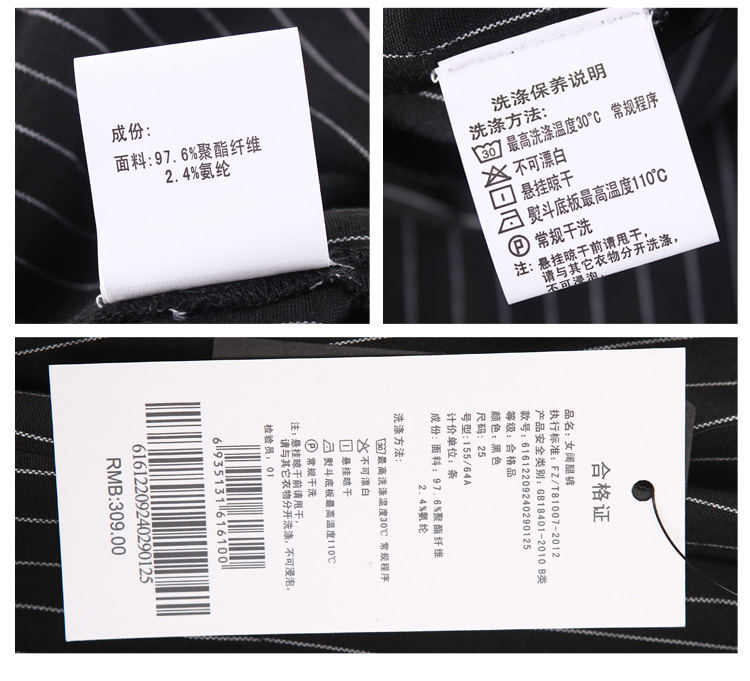 成份:
面料:97.6%聚酯纤维
2.4%氨纶
洗涤保养说明
洗涤方法:
30 最高洗涤温度30°C 常规程序
不可漂白
悬挂晾干
熨斗底板最高温度110°C
P 常规干洗
注: 悬挂晾干前请甩干,
请与其它衣物分开洗涤,
不可浸泡.
合格证
品名:女阔腿裤
执行标准:FZ/T81007-2012
产品安全类别:GB18401-2010 B类
款号:61612209240290125
等级:合格品
颜色:黑色
尺码:25
号型:155/64A
计价单位:条
成份:面料:97.6%聚酯纤维
2.4%氨纶
洗涤方法:
30 最高洗涤温度30°C 常规程序
不可漂白
悬挂晾干
熨斗底板最高温度110°C
P 常规干洗
注:悬挂晾干前请甩干,
请与其它衣物分开洗涤,不可浸泡。
检验员:01
6935131616100
61612209240290125
RMB:309.00